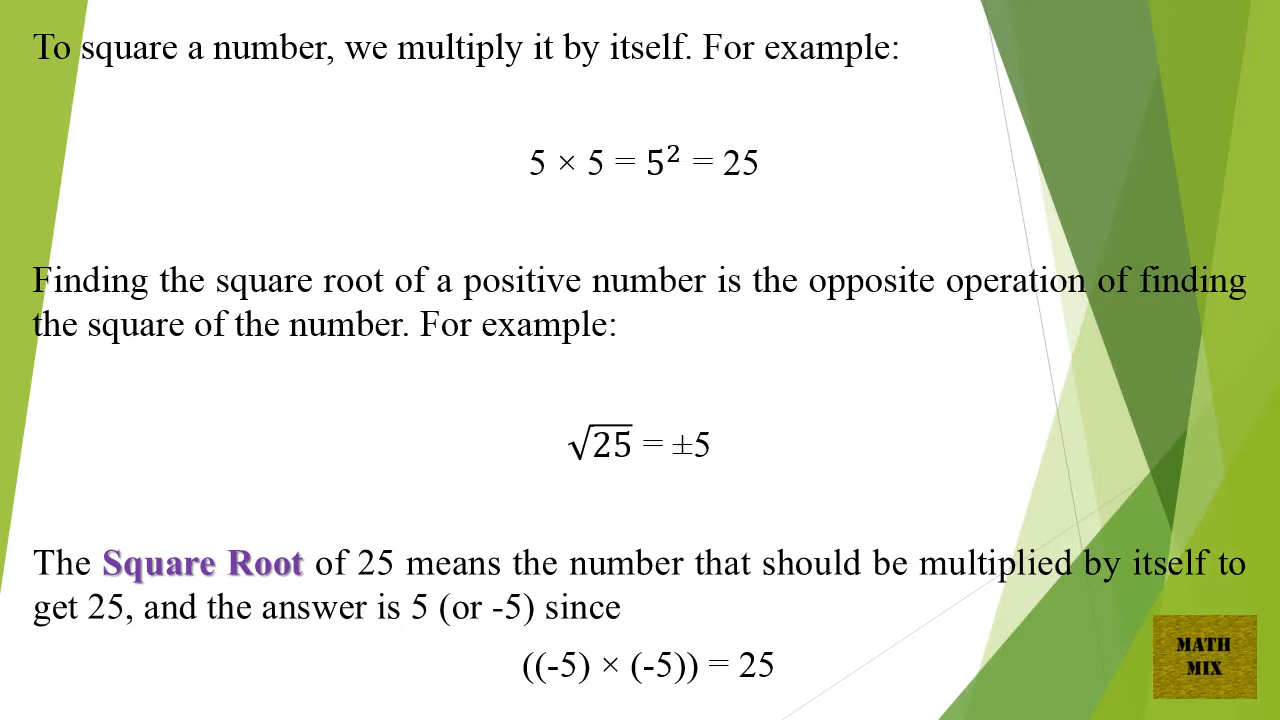 To square a number, we multiply it by itself. For example:
5 × 5 = 5² = 25
Finding the square root of a positive number is the opposite operation of finding
the square of the number. For example:
√25 = ±5
The Square Root of 25 means the number that should be multiplied by itself to
get 25, and the answer is 5 (or -5) since
((-5) × (-5)) = 25
MATH
MIX